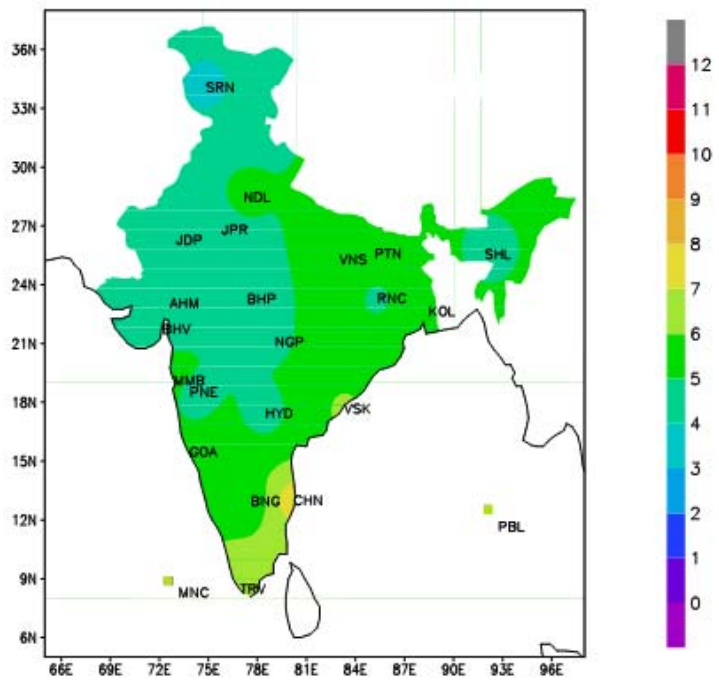 36N
33N
30N
27N
24N
21N
18N
15N
12N
9N
6N
66E 69E 72E 75E 78E 81E 84E 87E 90E 93E 96E
SRN
NDL
JPR
JDP
VNS
PTN
SHL
AHM
BHP
RNC
KOL
BHV
NGP
MMB
PNE
HYD
VSK
GOA
BNG
CHN
PBL
MNC
TRV
12
11
10
9
8
7
6
5
4
3
2
1
0